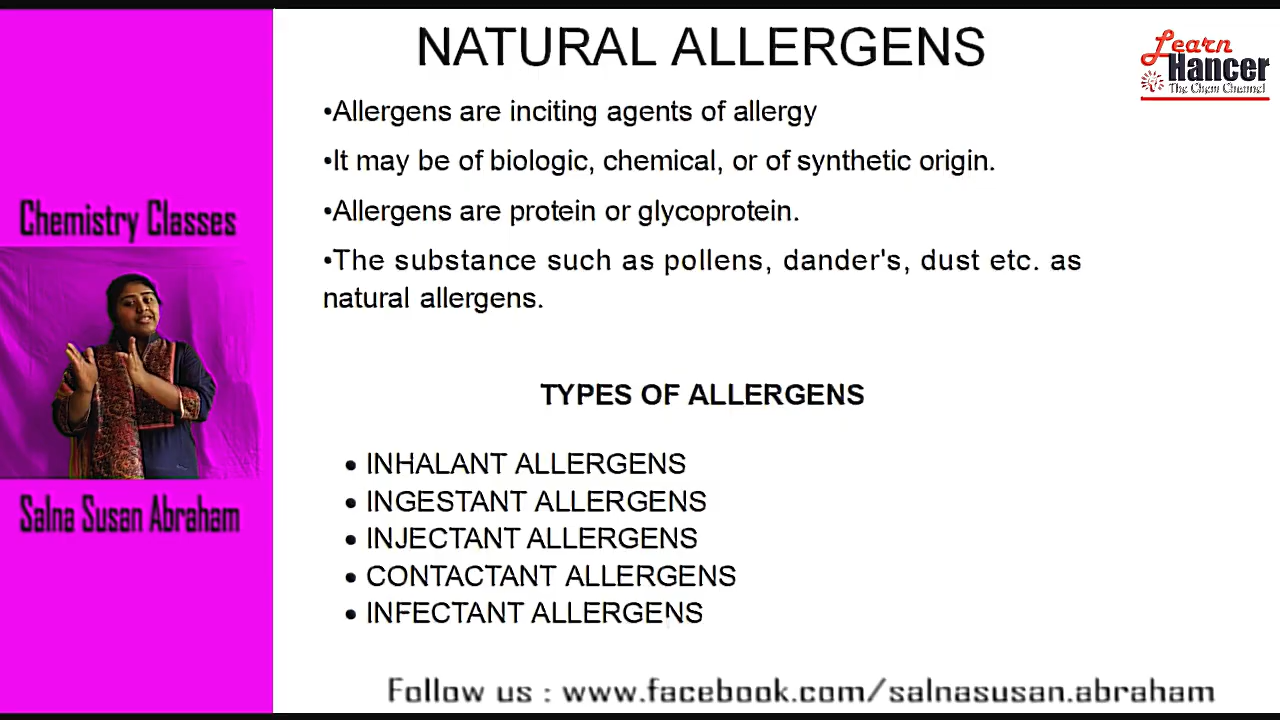 NATURAL ALLERGENS
Learn
Hancer
The Chem Channel
•Allergens are inciting agents of allergy
•It may be of biologic, chemical, or of synthetic origin.
•Allergens are protein or glycoprotein.
•The substance such as pollens, dander's, dust etc. as
natural allergens.
Chemistry Classes
Salna Susan Abraham
TYPES OF ALLERGENS
• INHALANT ALLERGENS
• INGESTANT ALLERGENS
• INJECTANT ALLERGENS
• CONTACTANT ALLERGENS
• INFECTANT ALLERGENS
Follow us : www.facebook.com/salnasusan.abraham